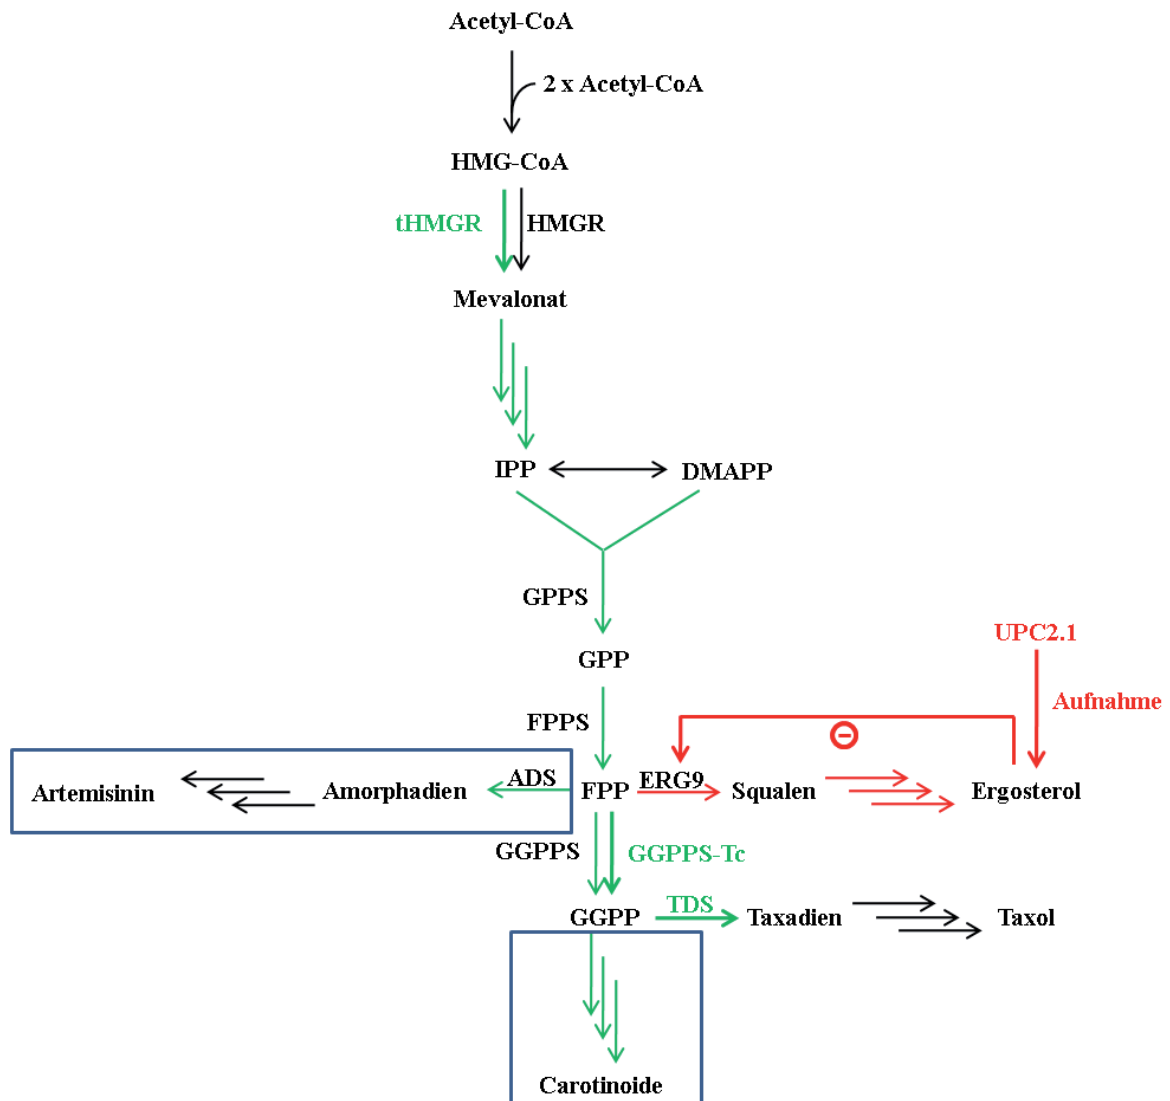 Acetyl-CoA
2 x Acetyl-CoA
HMG-CoA
tHMGR HMGR
Mevalonat
IPP DMAPP
GPPS
UPC2.1
GPP
Aufnahme
FPPS
⊖
Artemisinin Amorphadien ADS FPP ERG9 Squalen Ergosterol
GGPPS GGPPS-Tc
GGPP TDS Taxadien Taxol
Carotinoide